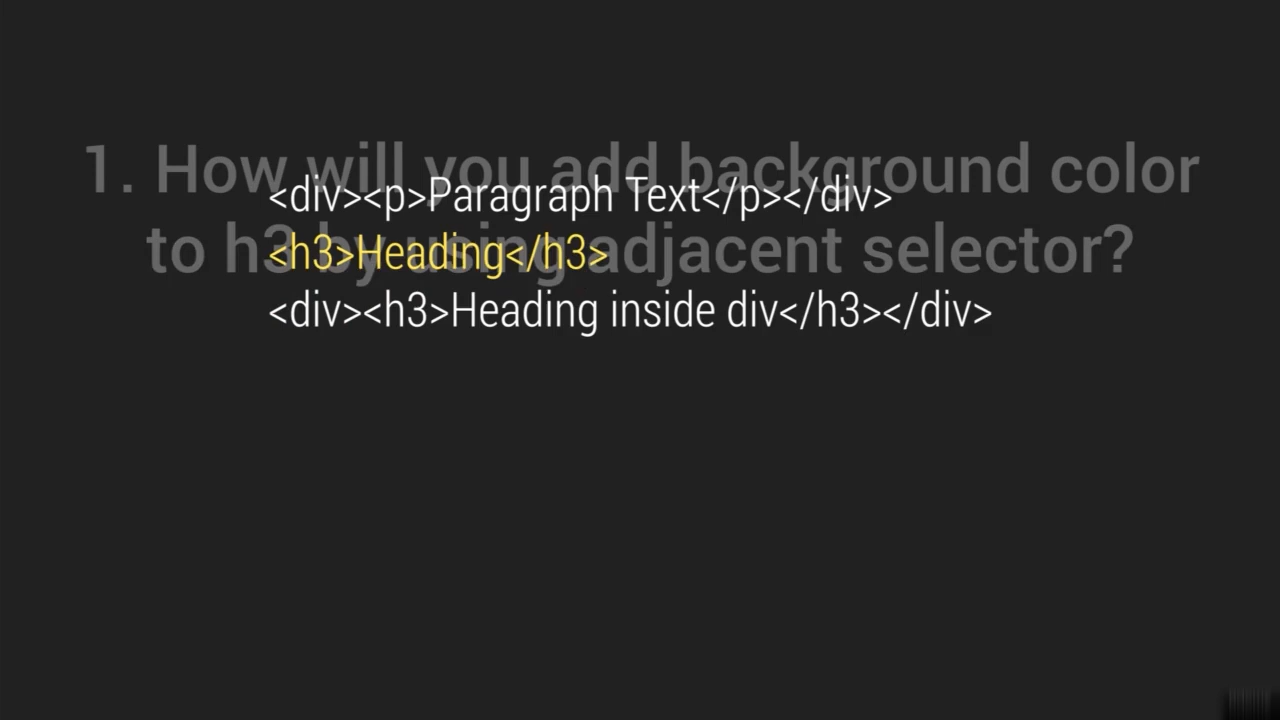 1. How will you add background color
to h3 by using adjacent selector?
<div><p>Paragraph Text</p></div>
<h3>Heading</h3>
<div><h3>Heading inside div</h3></div>